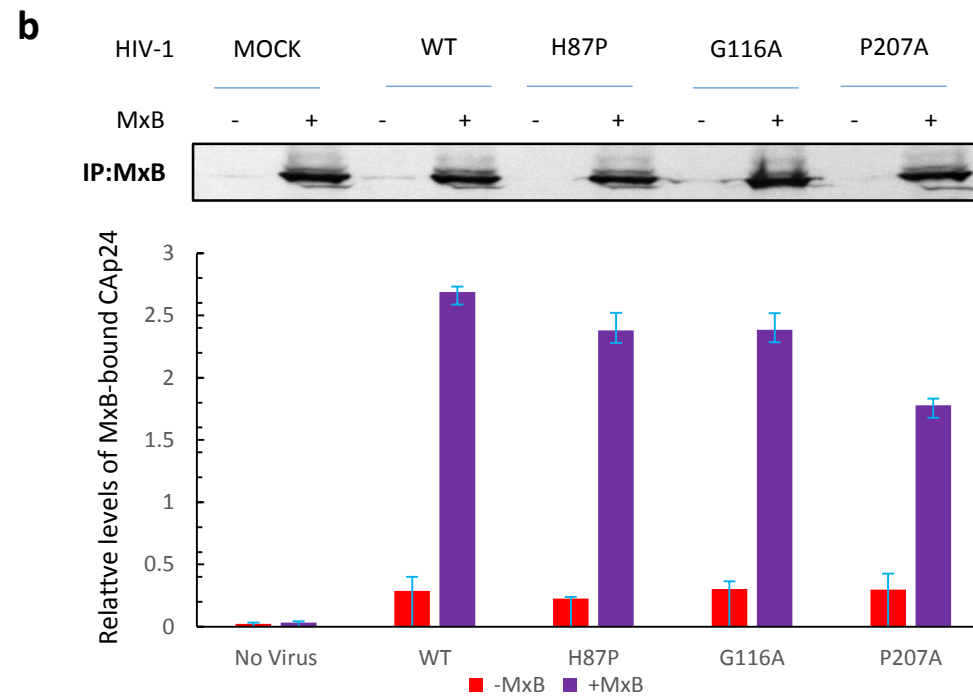 b
HIV-1 MOCK WT H87P G116A P207A
MxB - + - + - + - + - +
IP:MxB
Relattve levels of MxB-bound CAp24
3
2.5
2
1.5
1
0.5
0
No Virus WT H87P G116A P207A
-MxB +MxB